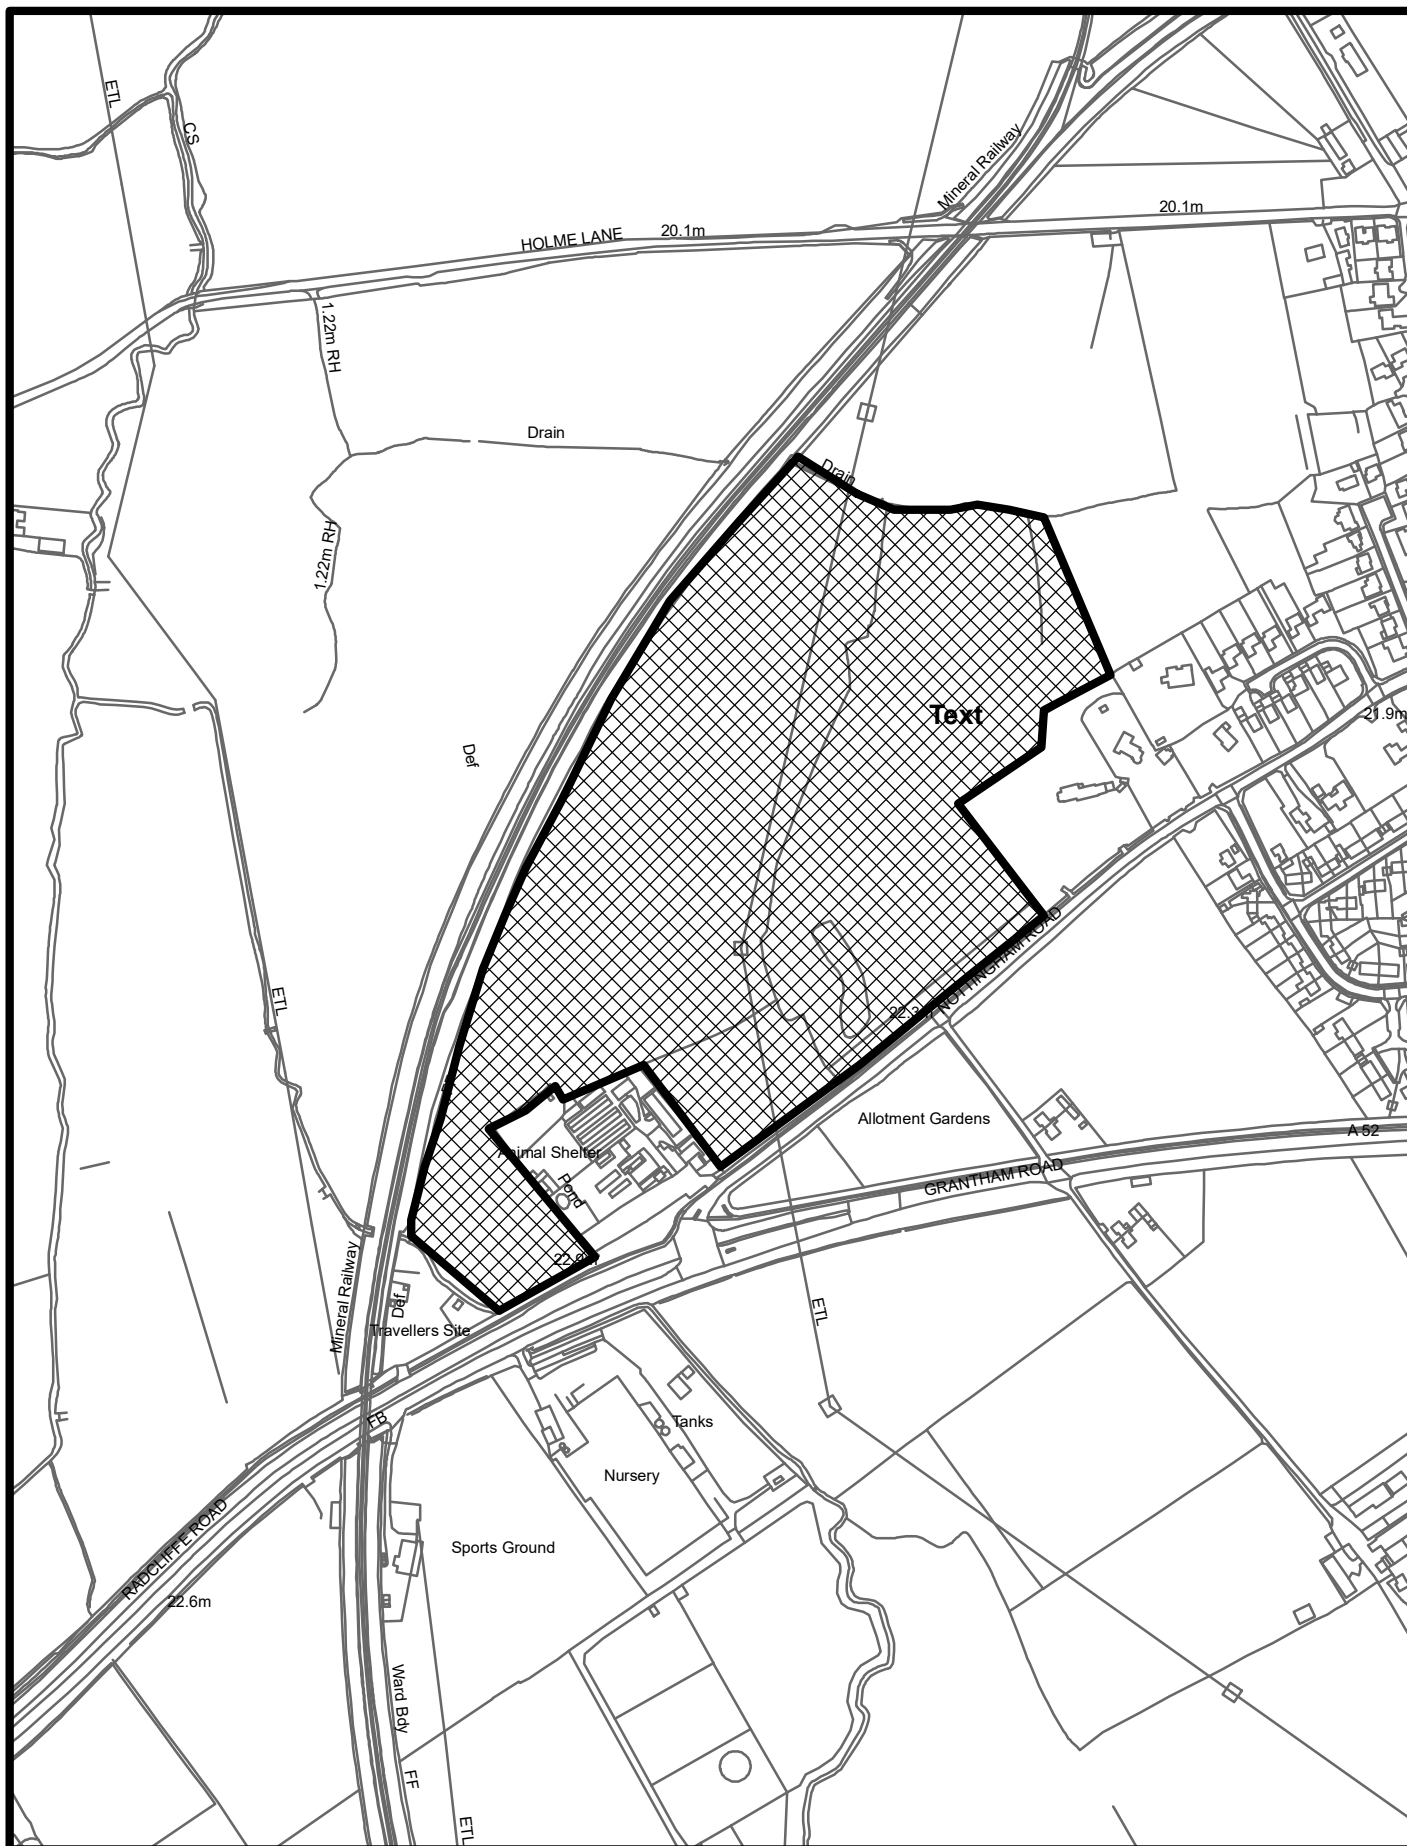 ETL
CS
Mineral Railway
20.1m
HOLME LANE
20.1m
1.22m RH
Drain
Drain
1.22m RH
Text
21.9m
Def
NOTTINGHAM ROAD
ETL
Allotment Gardens
A 52
Animal Shelter
GRANTHAM ROAD
Pond
Mineral Railway
Def
ETL
Travellers Site
FB
Tanks
Nursery
RADCLIFFE ROAD
Sports Ground
22.6m
Ward Bdy
FF
ETL